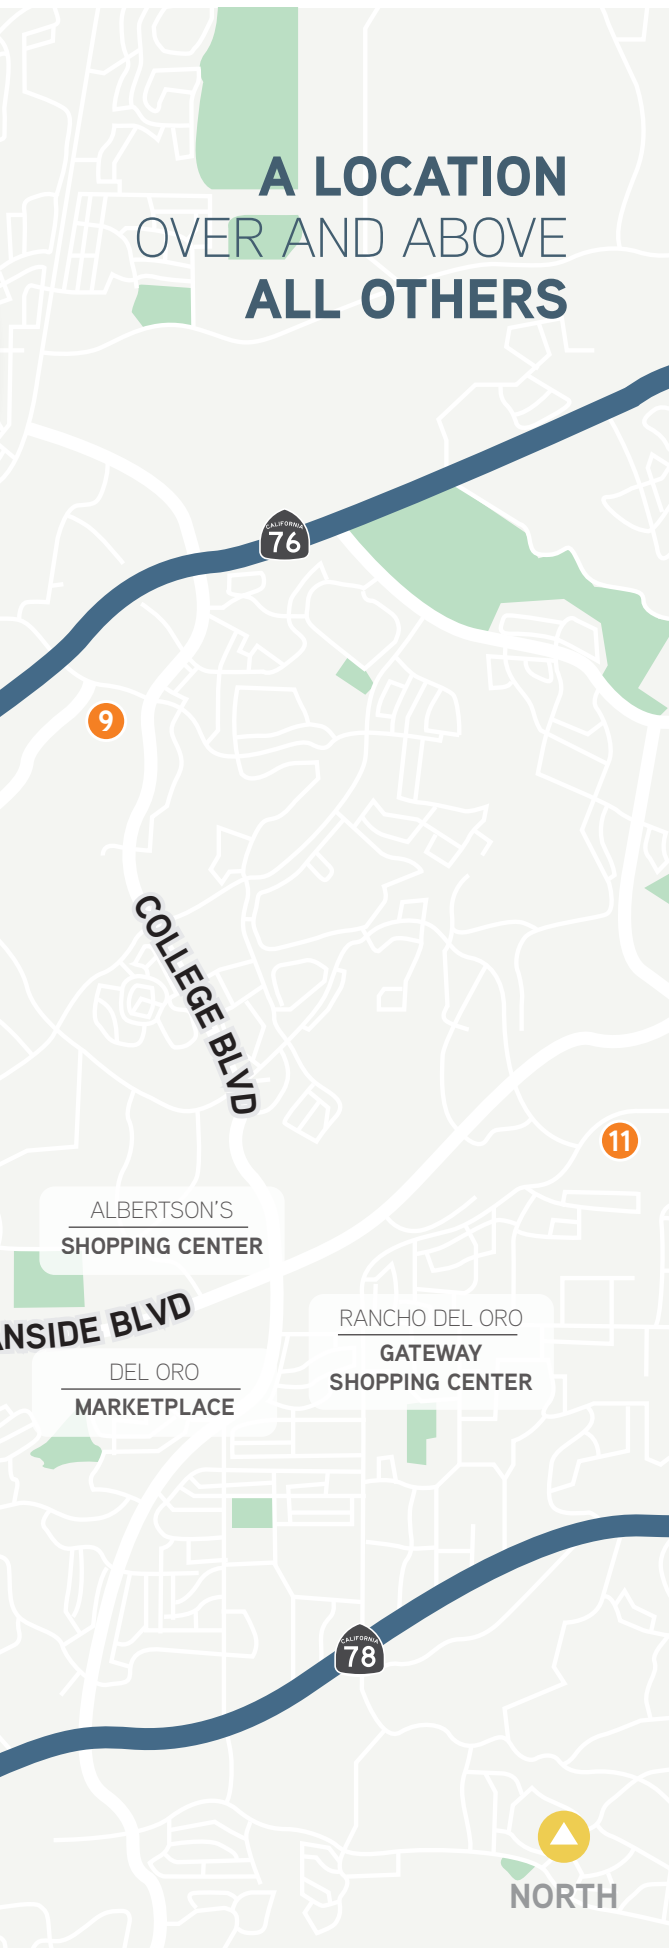 A LOCATION
OVER AND ABOVE
ALL OTHERS
CALIFORNIA
76
9
COLLEGE BLVD
11
ALBERTSON'S
SHOPPING CENTER
NSIDE BLVD
RANCHO DEL ORO
GATEWAY
SHOPPING CENTER
DEL ORO
MARKETPLACE
CALIFORNIA
78
NORTH